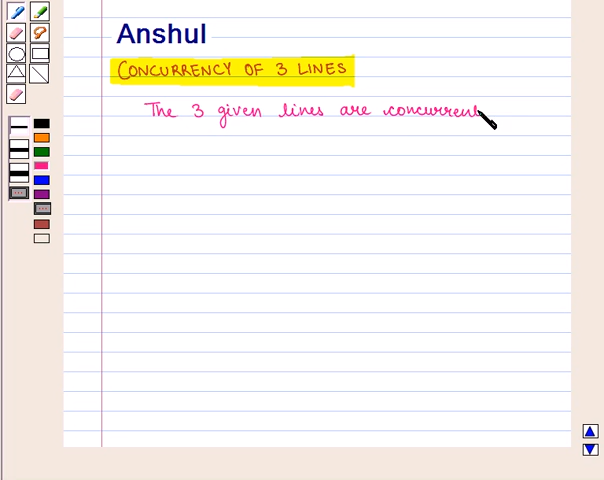 Anshul
CONCURRENCY OF 3 LINES
The 3 given lines are concurrent